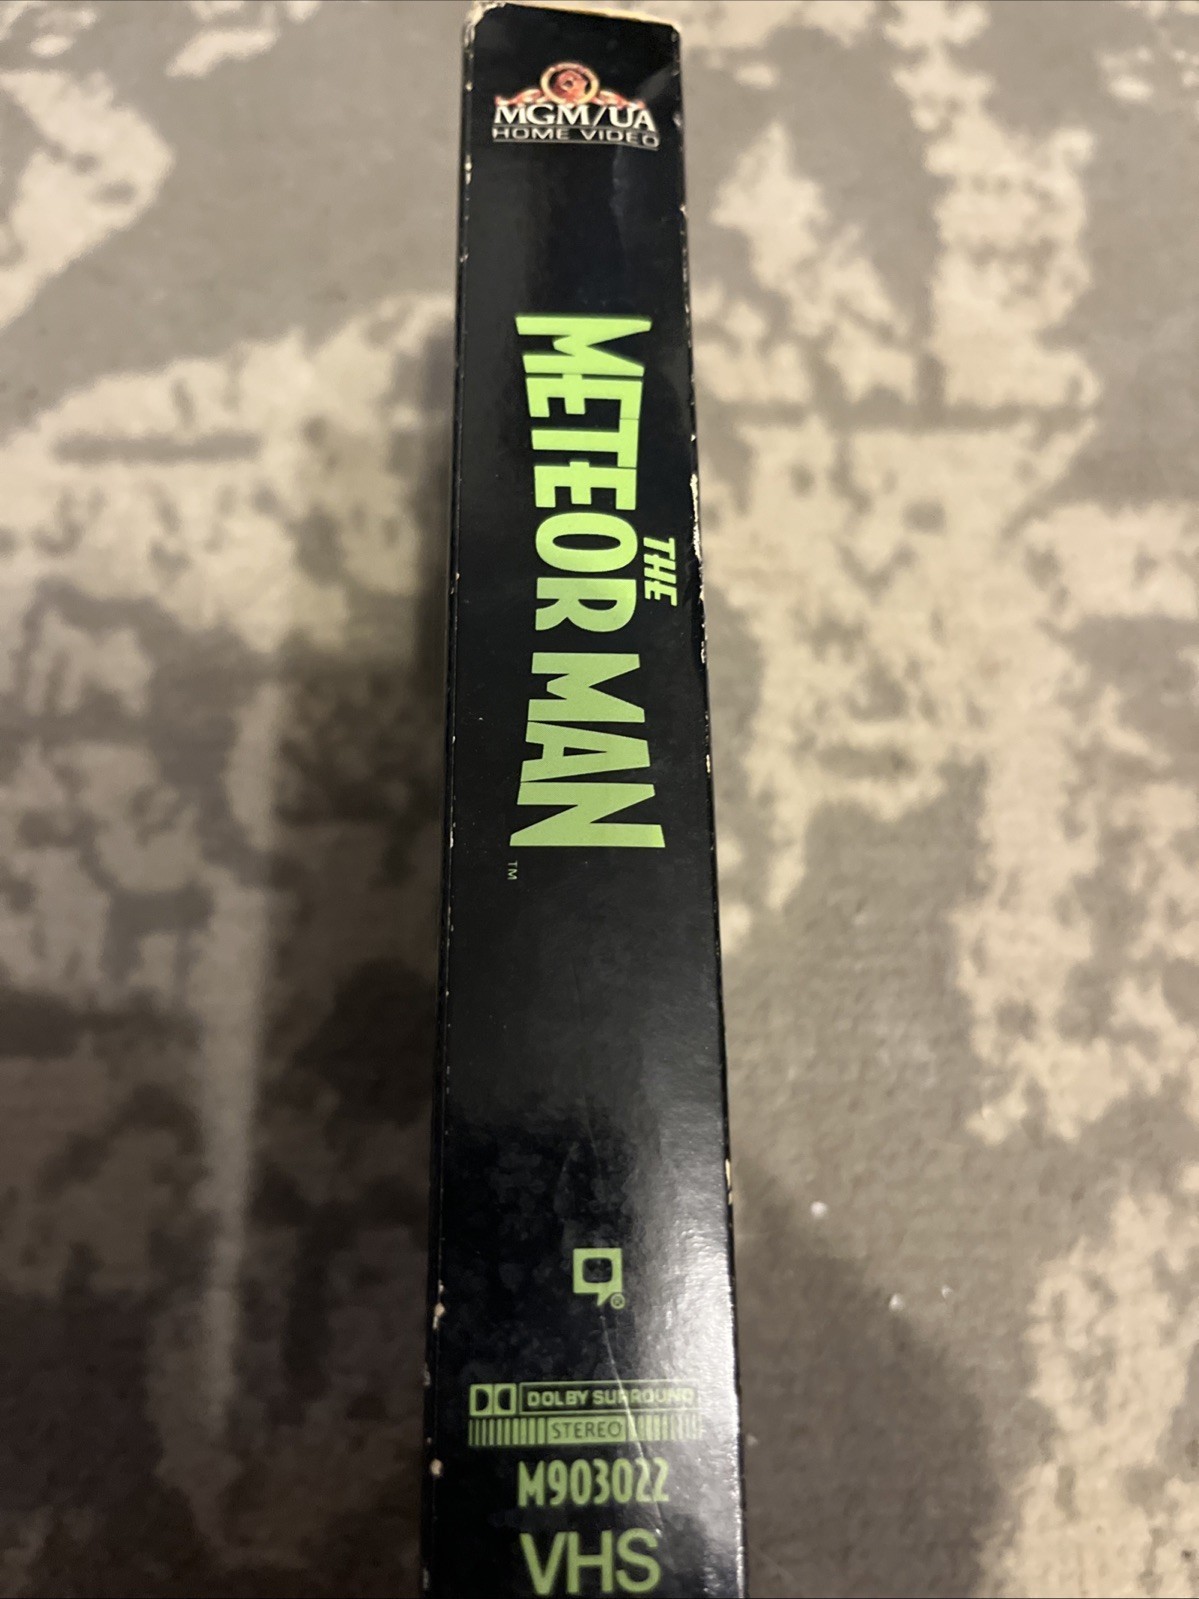 MGM/UA
HOME VIDEO
THE
METEOR MAN
TM
®
DOLBY SURROUND
STEREO
M903022
VHS